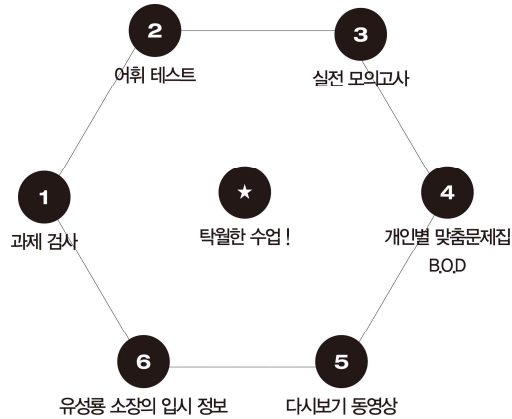 2
어휘 테스트
3
실전 모의고사
1
과제 검사
★
탁월한 수업 !
4
개인별 맞춤문제집
B.O.D
6
유성룡 소장의 입시 정보
5
다시보기 동영상